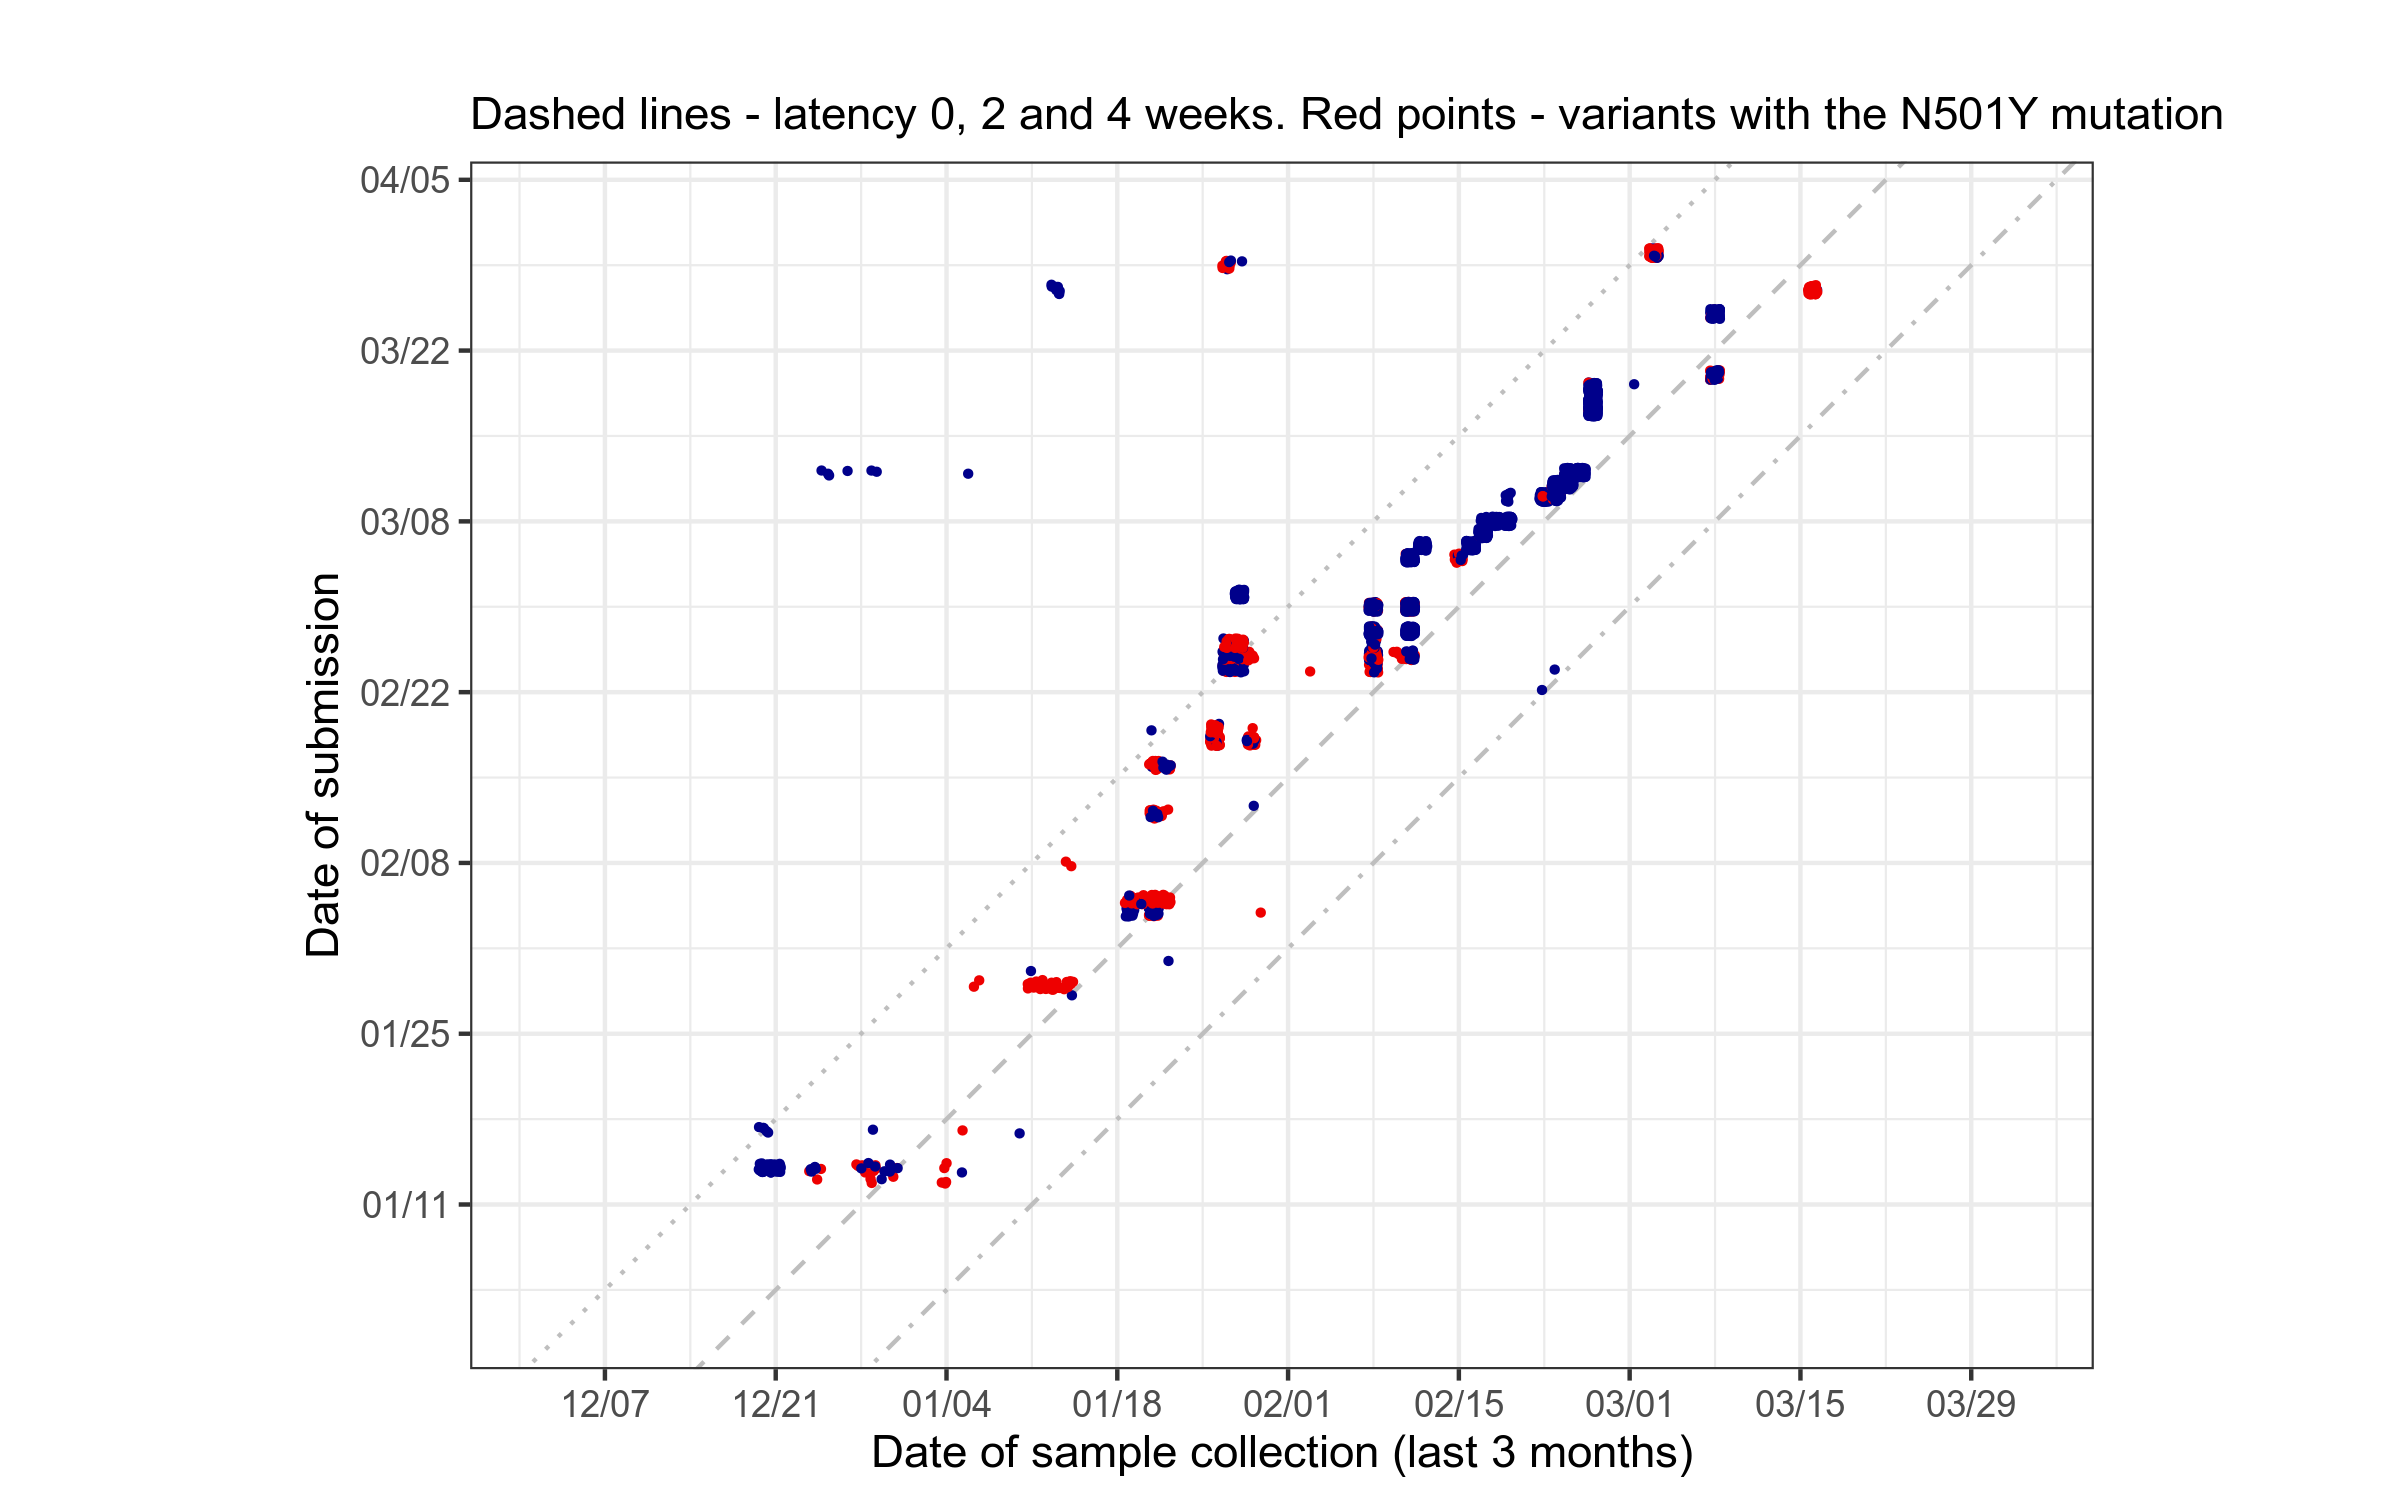 Dashed lines - latency 0, 2 and 4 weeks. Red points - variants with the N501Y mutation
04/05
03/22
03/08
02/22
02/08
01/25
01/11
Date of submission
12/07 12/21 01/04 01/18 02/01 02/15 03/01 03/15 03/29
Date of sample collection (last 3 months)